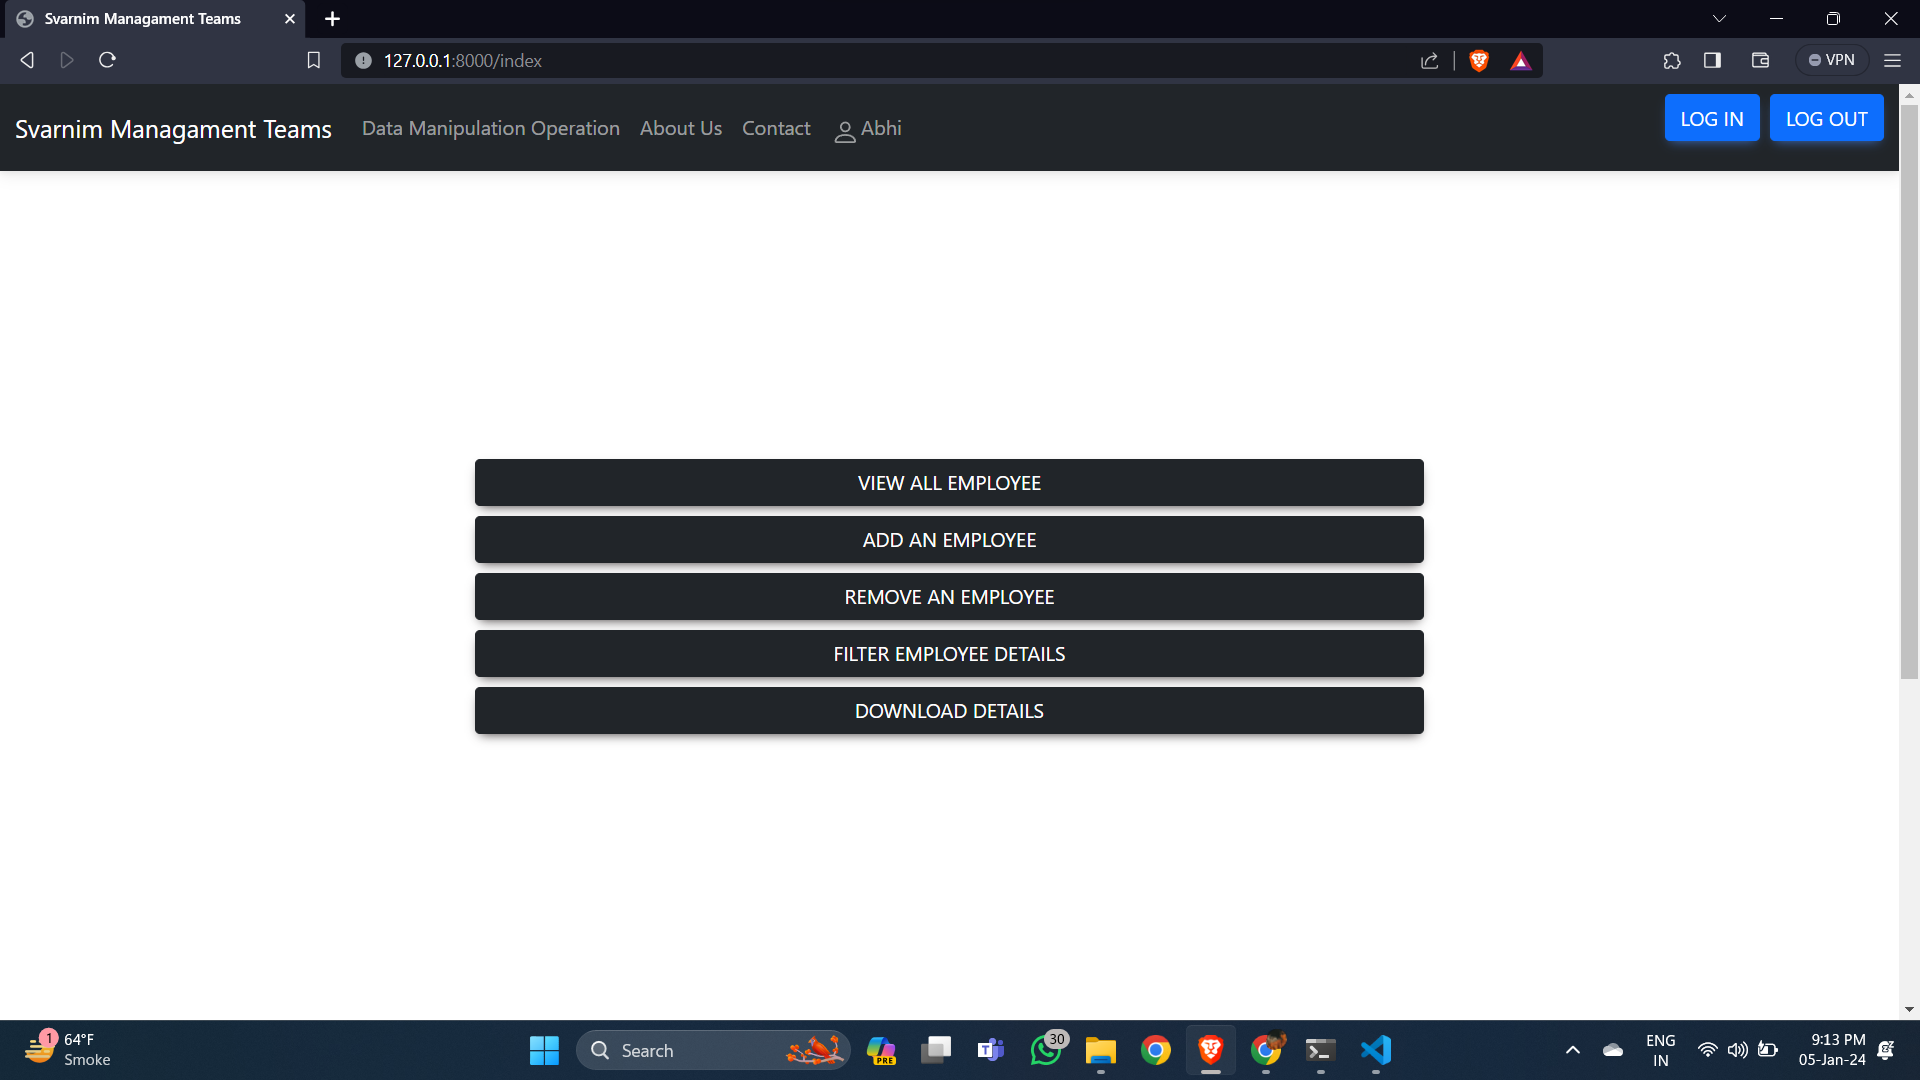 Svarnim Managament Teams
127.0.0.1:8000/index
VPN
Svarnim Managament Teams
Data Manipulation Operation
About Us
Contact
Abhi
LOG IN
LOG OUT
VIEW ALL EMPLOYEE
ADD AN EMPLOYEE
REMOVE AN EMPLOYEE
FILTER EMPLOYEE DETAILS
DOWNLOAD DETAILS
1
64°F
Smoke
Search
PRE
30
ENG
IN
9:13 PM
05-Jan-24